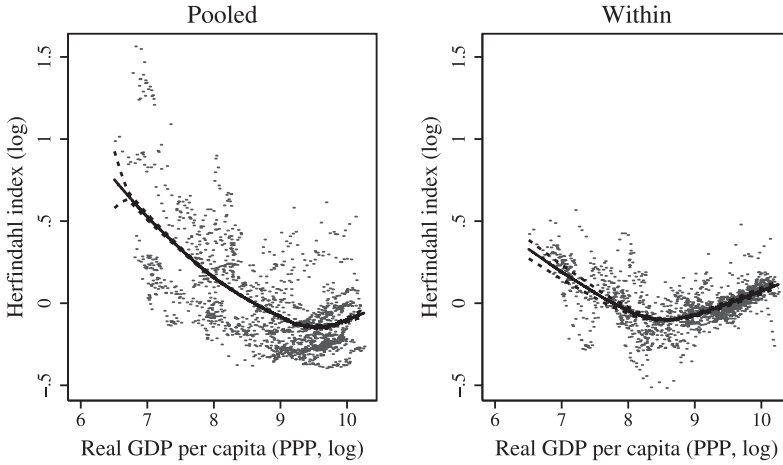 Pooled
Herfindahl index (log)
1.5
1
.5
0
−.5
6 7 8 9 10
Real GDP per capita (PPP, log)
Within
Herfindahl index (log)
1.5
1
.5
0
−.5
6 7 8 9 10
Real GDP per capita (PPP, log)